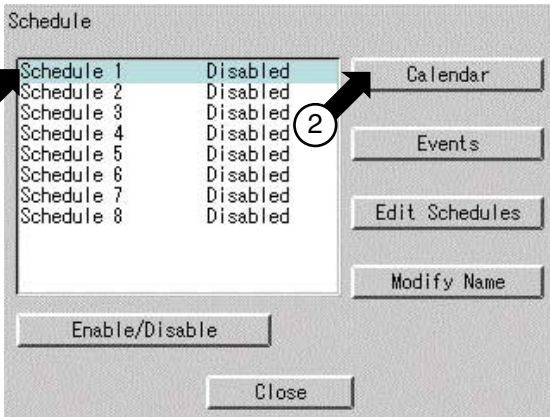 Schedule
Schedule 1 Disabled
Schedule 2 Disabled
Schedule 3 Disabled
Schedule 4 Disabled
Schedule 5 Disabled
Schedule 6 Disabled
Schedule 7 Disabled
Schedule 8 Disabled
Calendar
2
Events
Edit Schedules
Modify Name
Enable/Disable
Close